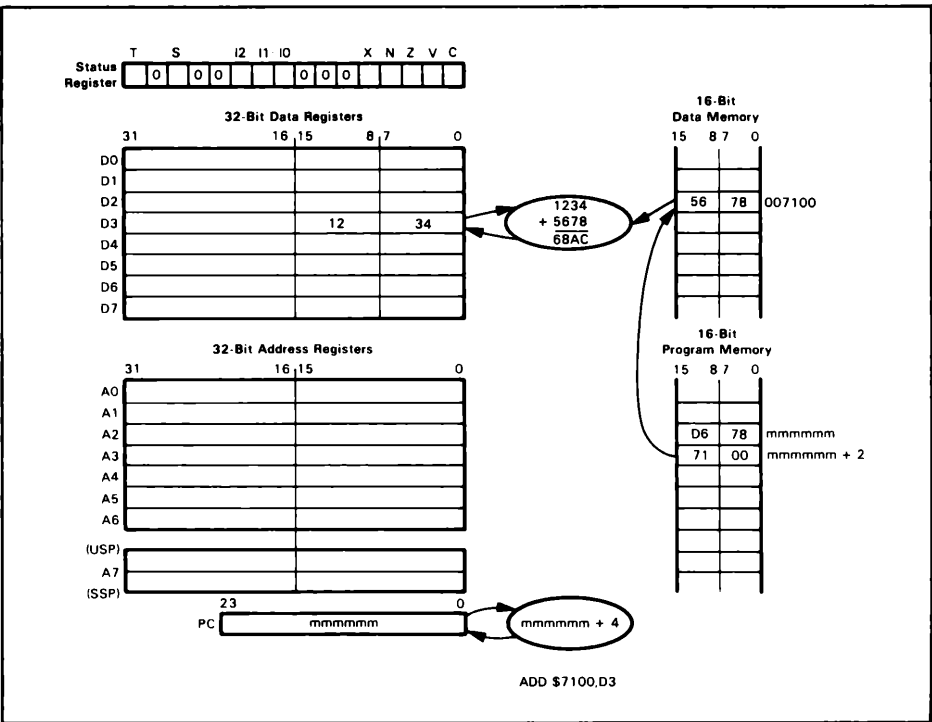 T S I2 I1 I0 X N Z V C
Status Register 0 0 0 0 0 0
32-Bit Data Registers
31 16 15 8 7 0
D0
D1
D2
D3 12 34
D4
D5
D6
D7
1234
+ 5678
68AC
16-Bit
Data Memory
15 8 7 0
56 78 007100
32-Bit Address Registers
31 16 15 0
A0
A1
A2
A3
A4
A5
A6
(USP)
A7
(SSP)
16-Bit
Program Memory
15 8 7 0
D6 78 mmmmmm
71 00 mmmmmm + 2
23 0
PC mmmmmm
mmmmmm + 4
ADD $7100,D3